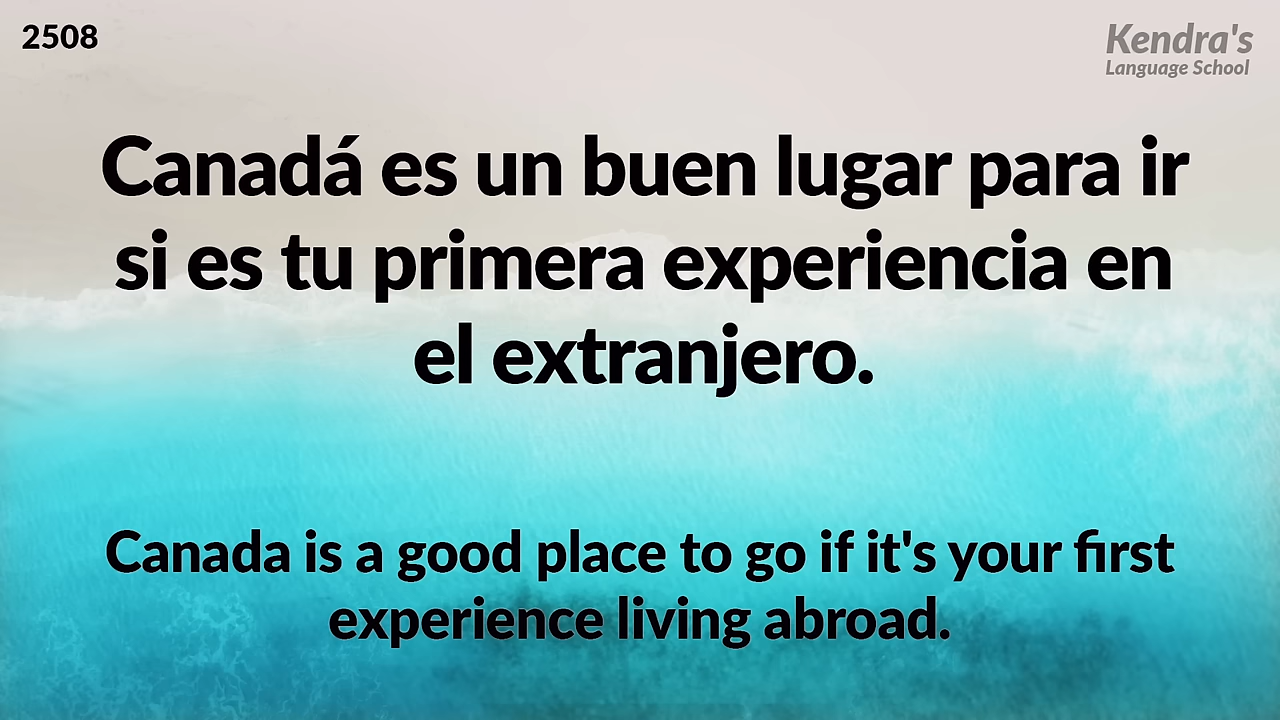 2508
Kendra's
Language School
Canadá es un buen lugar para ir
si es tu primera experiencia en
el extranjero.
Canada is a good place to go if it's your first
experience living abroad.